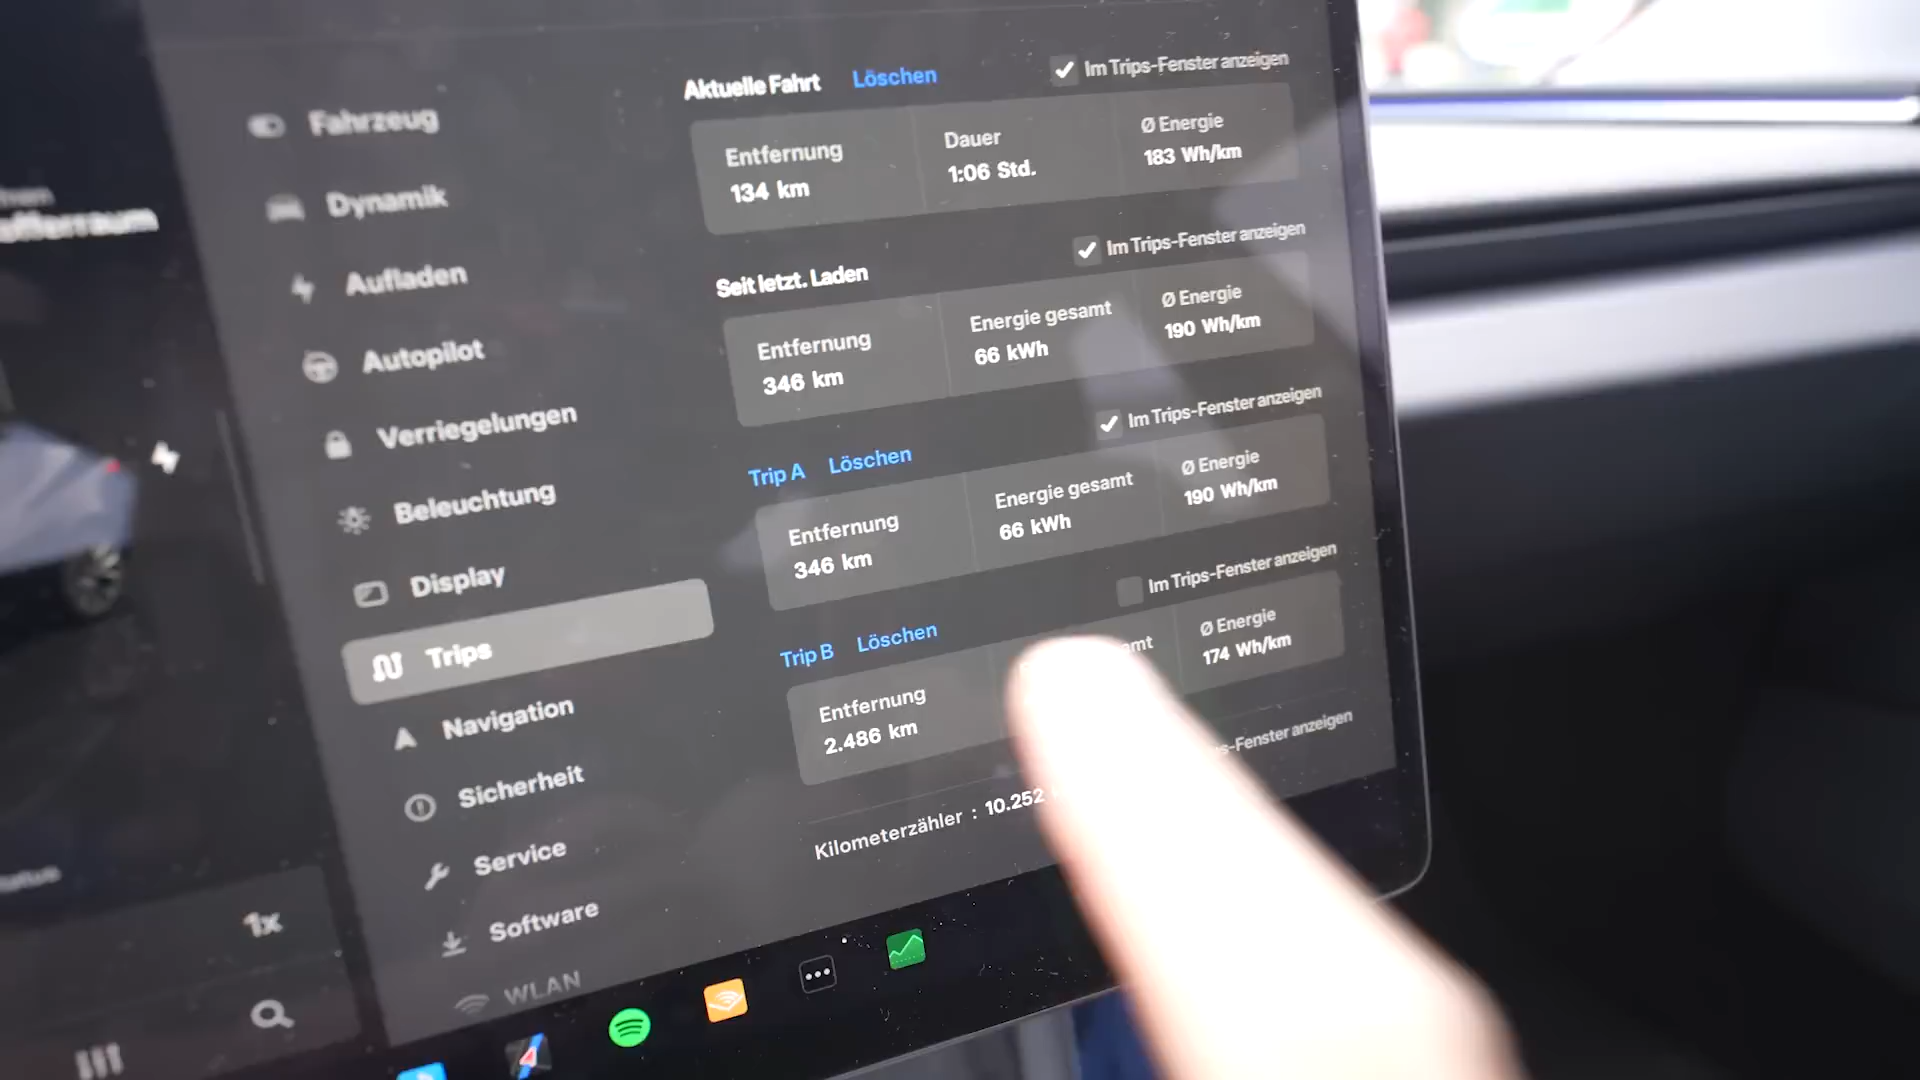 Fahrzeug
Dynamik
Aufladen
Autopilot
Verriegelungen
Beleuchtung
Display
Trips
Navigation
Sicherheit
Service
Software
WLAN
1x
Aktuelle Fahrt Löschen
Im Trips-Fenster anzeigen
Entfernung
134 km
Dauer
1:06 Std.
Ø Energie
183 Wh/km
Seit letzt. Laden
Im Trips-Fenster anzeigen
Entfernung
346 km
Energie gesamt
66 kWh
Ø Energie
190 Wh/km
Trip A Löschen
Im Trips-Fenster anzeigen
Entfernung
346 km
Energie gesamt
66 kWh
Ø Energie
190 Wh/km
Trip B Löschen
Im Trips-Fenster anzeigen
Entfernung
2.486 km
Ø Energie
174 Wh/km
-Fenster anzeigen
Kilometerzähler : 10.252